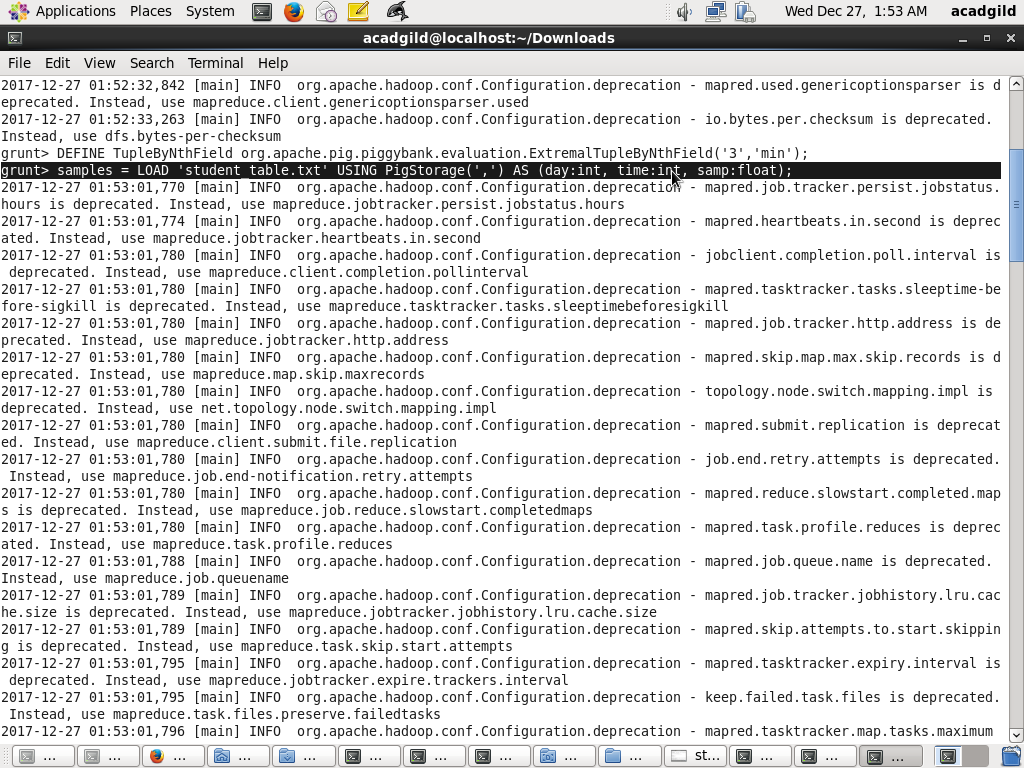 Applications Places System Wed Dec 27, 1:53 AM acadgild
acadgild@localhost:~/Downloads
File Edit View Search Terminal Help
2017-12-27 01:52:32,842 [main] INFO  org.apache.hadoop.conf.Configuration.deprecation - mapred.used.genericoptionsparser is d
eprecated. Instead, use mapreduce.client.genericoptionsparser.used
2017-12-27 01:52:33,263 [main] INFO  org.apache.hadoop.conf.Configuration.deprecation - io.bytes.per.checksum is deprecated.
Instead, use dfs.bytes-per-checksum
grunt> DEFINE TupleByNthField org.apache.pig.piggybank.evaluation.ExtremalTupleByNthField('3','min');
grunt> samples = LOAD 'student_table.txt' USING PigStorage(',') AS (day:int, time:int, samp:float);
2017-12-27 01:53:01,770 [main] INFO  org.apache.hadoop.conf.Configuration.deprecation - mapred.job.tracker.persist.jobstatus.
hours is deprecated. Instead, use mapreduce.jobtracker.persist.jobstatus.hours
2017-12-27 01:53:01,774 [main] INFO  org.apache.hadoop.conf.Configuration.deprecation - mapred.heartbeats.in.second is deprec
ated. Instead, use mapreduce.jobtracker.heartbeats.in.second
2017-12-27 01:53:01,780 [main] INFO  org.apache.hadoop.conf.Configuration.deprecation - jobclient.completion.poll.interval is
 deprecated. Instead, use mapreduce.client.completion.pollinterval
2017-12-27 01:53:01,780 [main] INFO  org.apache.hadoop.conf.Configuration.deprecation - mapred.tasktracker.tasks.sleeptime-be
fore-sigkill is deprecated. Instead, use mapreduce.tasktracker.tasks.sleeptimebeforesigkill
2017-12-27 01:53:01,780 [main] INFO  org.apache.hadoop.conf.Configuration.deprecation - mapred.job.tracker.http.address is de
precated. Instead, use mapreduce.jobtracker.http.address
2017-12-27 01:53:01,780 [main] INFO  org.apache.hadoop.conf.Configuration.deprecation - mapred.skip.map.max.skip.records is d
eprecated. Instead, use mapreduce.map.skip.maxrecords
2017-12-27 01:53:01,780 [main] INFO  org.apache.hadoop.conf.Configuration.deprecation - topology.node.switch.mapping.impl is
deprecated. Instead, use net.topology.node.switch.mapping.impl
2017-12-27 01:53:01,780 [main] INFO  org.apache.hadoop.conf.Configuration.deprecation - mapred.submit.replication is deprecat
ed. Instead, use mapreduce.client.submit.file.replication
2017-12-27 01:53:01,780 [main] INFO  org.apache.hadoop.conf.Configuration.deprecation - job.end.retry.attempts is deprecated.
 Instead, use mapreduce.job.end-notification.retry.attempts
2017-12-27 01:53:01,780 [main] INFO  org.apache.hadoop.conf.Configuration.deprecation - mapred.reduce.slowstart.completed.map
s is deprecated. Instead, use mapreduce.job.reduce.slowstart.completedmaps
2017-12-27 01:53:01,780 [main] INFO  org.apache.hadoop.conf.Configuration.deprecation - mapred.task.profile.reduces is deprec
ated. Instead, use mapreduce.task.profile.reduces
2017-12-27 01:53:01,788 [main] INFO  org.apache.hadoop.conf.Configuration.deprecation - mapred.job.queue.name is deprecated.
Instead, use mapreduce.job.queuename
2017-12-27 01:53:01,789 [main] INFO  org.apache.hadoop.conf.Configuration.deprecation - mapred.job.tracker.jobhistory.lru.cac
he.size is deprecated. Instead, use mapreduce.jobtracker.jobhistory.lru.cache.size
2017-12-27 01:53:01,789 [main] INFO  org.apache.hadoop.conf.Configuration.deprecation - mapred.skip.attempts.to.start.skippin
g is deprecated. Instead, use mapreduce.task.skip.start.attempts
2017-12-27 01:53:01,795 [main] INFO  org.apache.hadoop.conf.Configuration.deprecation - mapred.tasktracker.expiry.interval is
 deprecated. Instead, use mapreduce.jobtracker.expire.trackers.interval
2017-12-27 01:53:01,795 [main] INFO  org.apache.hadoop.conf.Configuration.deprecation - keep.failed.task.files is deprecated.
 Instead, use mapreduce.task.files.preserve.failedtasks
2017-12-27 01:53:01,796 [main] INFO  org.apache.hadoop.conf.Configuration.deprecation - mapred.tasktracker.map.tasks.maximum
... ... ... ... ... ... ... ... ... ... st... ... ... ...